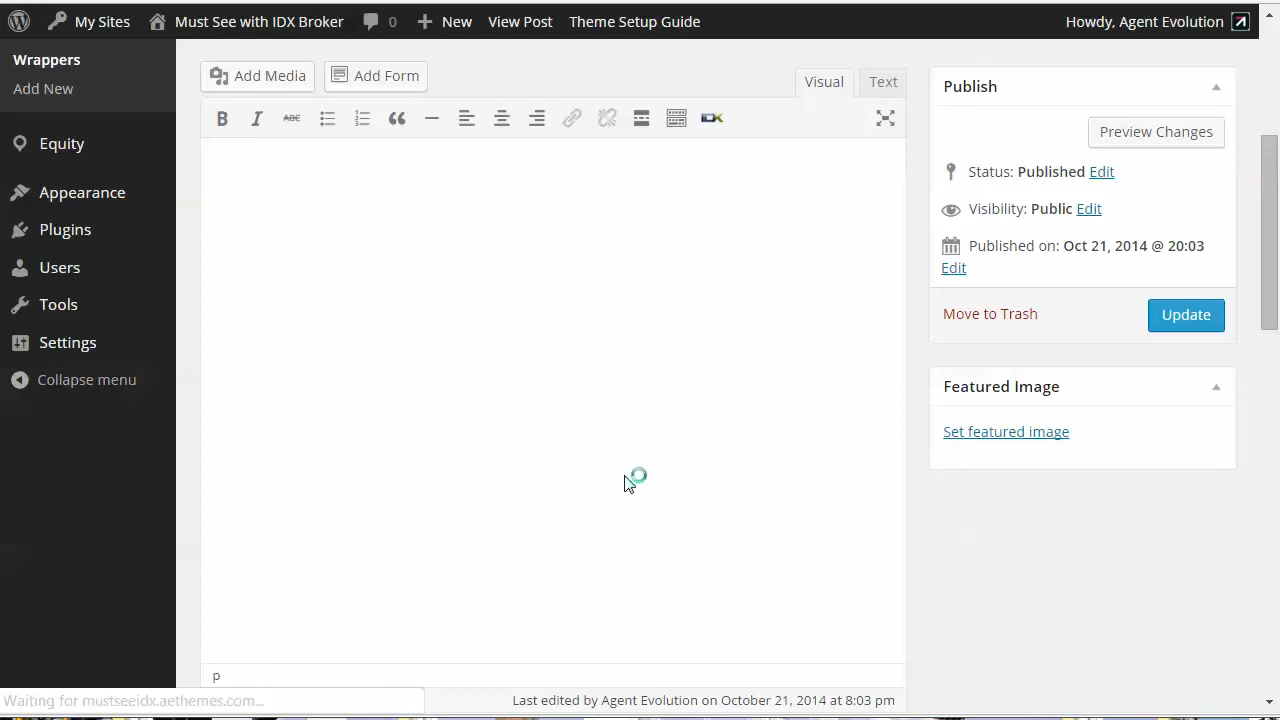 My Sites Must See with IDX Broker 0 New View Post Theme Setup Guide Howdy, Agent Evolution
Wrappers
Add New
Equity
Appearance
Plugins
Users
Tools
Settings
Collapse menu
Add Media Add Form Visual Text
B I ABC IDX
p
Last edited by Agent Evolution on October 21, 2014 at 8:03 pm
Publish
Preview Changes
Status: Published Edit
Visibility: Public Edit
Published on: Oct 21, 2014 @ 20:03
Edit
Move to Trash Update
Featured Image
Set featured image
Waiting for mustseeidx.aethemes.com...